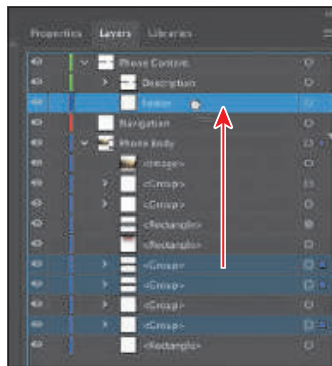 Properties Layers Libraries
Phone Content
Description
Footer
Navigation
Phone Body
<Image>
<Group>
<Group>
<Rectangle>
<Rectangle>
<Group>
<Group>
<Group>
<Group>
<Rectangle>